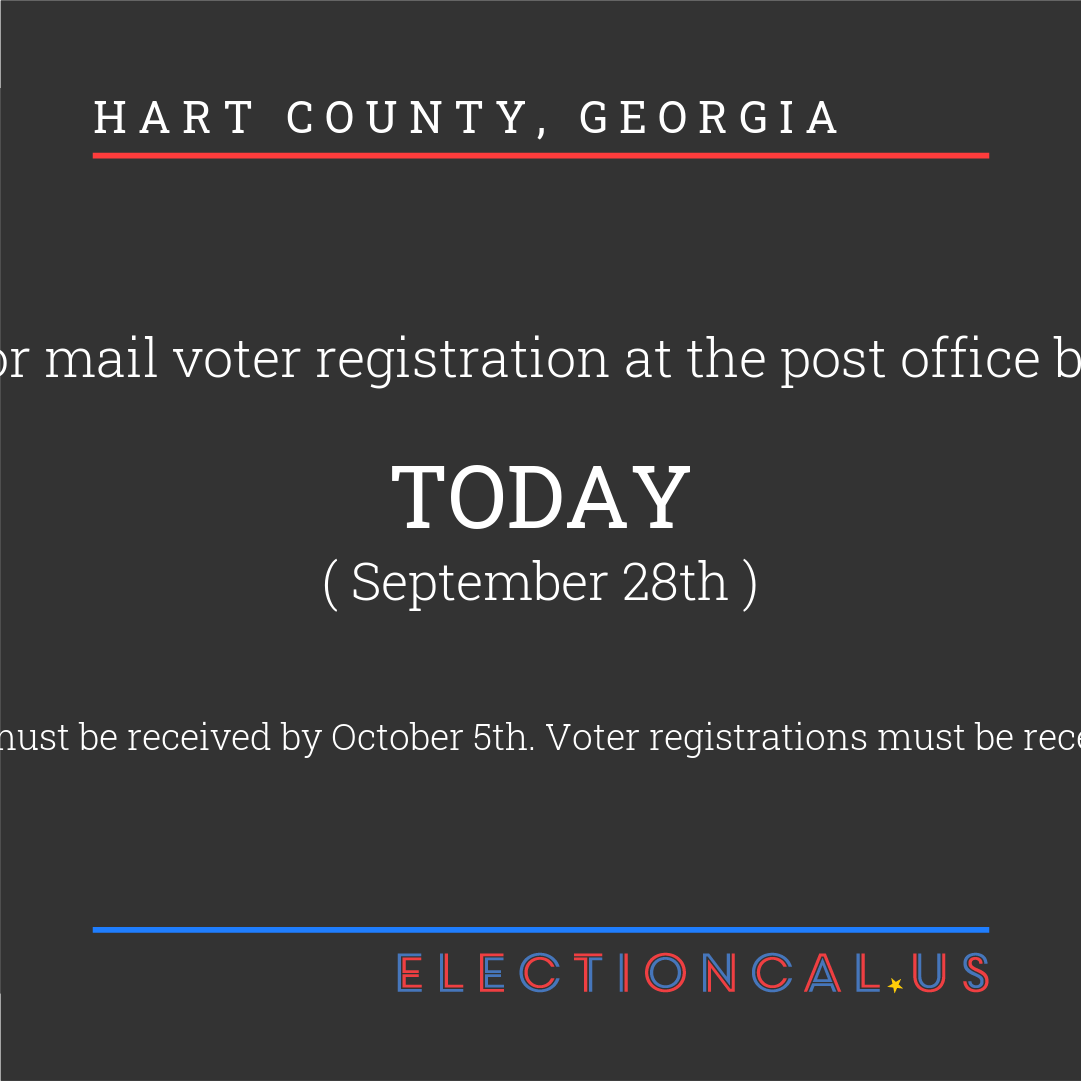 HART COUNTY, GEORGIA
or mail voter registration at the post office b
TODAY
( September 28th )
must be received by October 5th. Voter registrations must be rece
ELECTIONCAL.US